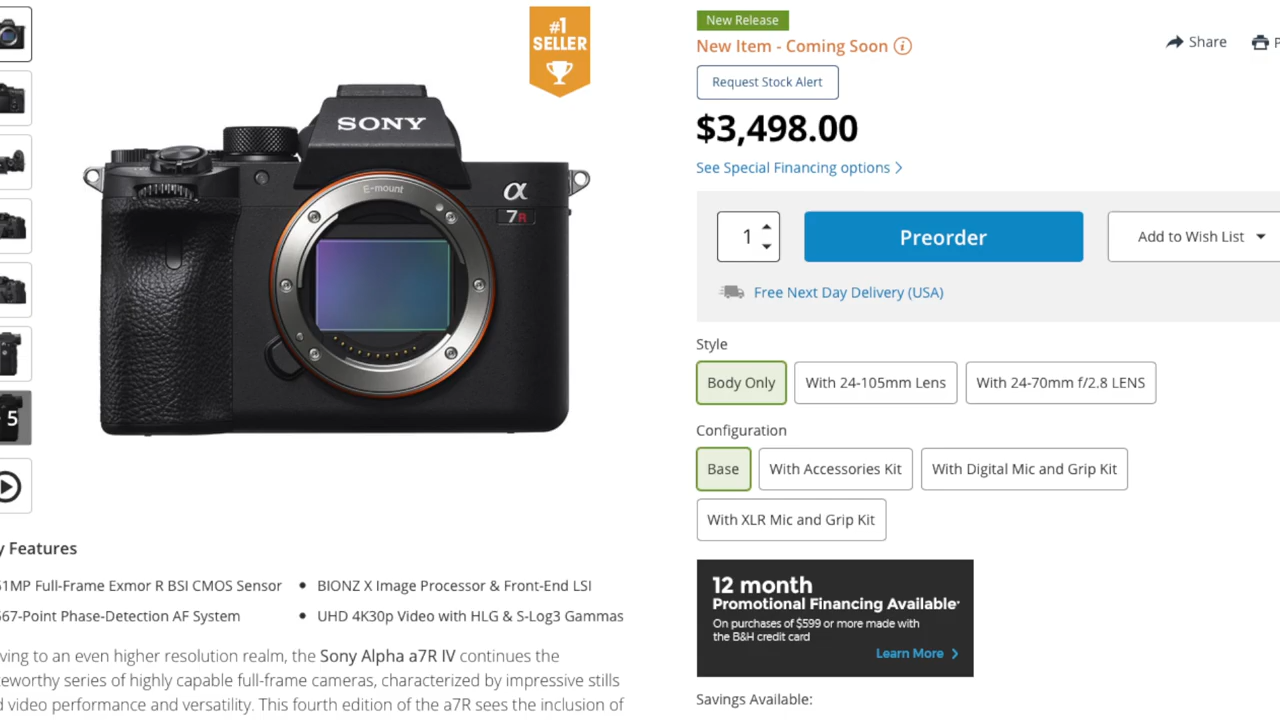 #1
SELLER
SONY
E-mount
α
7R
5
y Features
61MP Full-Frame Exmor R BSI CMOS Sensor
567-Point Phase-Detection AF System
BIONZ X Image Processor & Front-End LSI
UHD 4K30p Video with HLG & S-Log3 Gammas
ving to an even higher resolution realm, the Sony Alpha a7R IV continues the
eworthy series of highly capable full-frame cameras, characterized by impressive stills
d video performance and versatility. This fourth edition of the a7R sees the inclusion of
New Release
New Item - Coming Soon
Share
P
Request Stock Alert
$3,498.00
See Special Financing options >
1
Preorder
Add to Wish List
Free Next Day Delivery (USA)
Style
Body Only
With 24-105mm Lens
With 24-70mm f/2.8 LENS
Configuration
Base
With Accessories Kit
With Digital Mic and Grip Kit
With XLR Mic and Grip Kit
12 month
Promotional Financing Available*
On purchases of $599 or more made with
the B&H credit card
Learn More >
Savings Available: